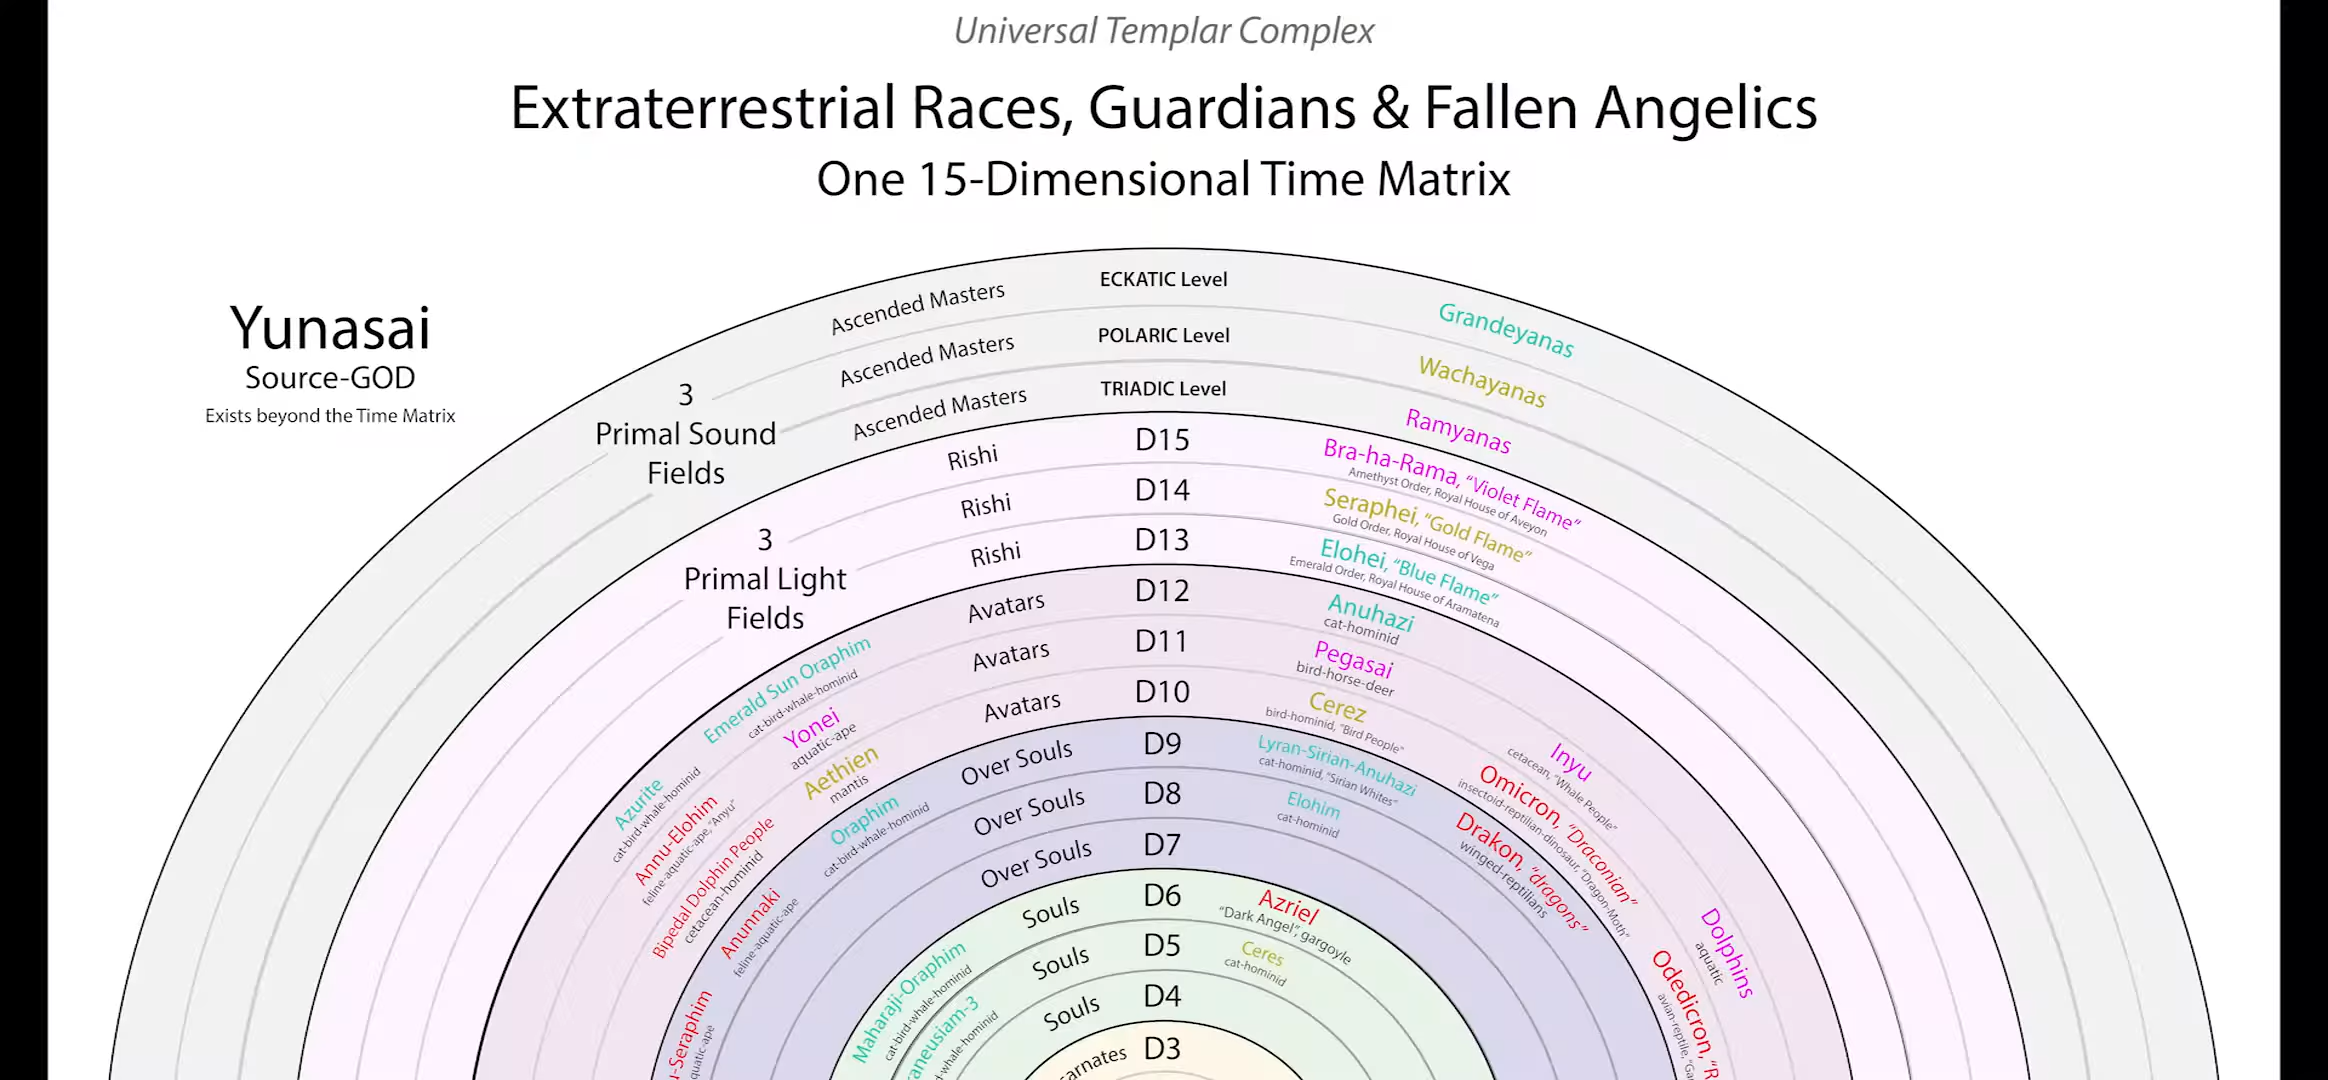 Universal Templar Complex
Extraterrestrial Races, Guardians & Fallen Angelics
One 15-Dimensional Time Matrix
Yunasai
Source-GOD
Exists beyond the Time Matrix
3
Primal Sound
Fields
3
Primal Light
Fields
Ascended Masters
ECKATIC Level
Grandeyanas
Ascended Masters
POLARIC Level
Wachayanas
Ascended Masters
TRIADIC Level
Ramyanas
Rishi
D15
Bra-ha-Rama, “Violet Flame”
Amethyst Order, Royal House of Aveyon
Rishi
D14
Seraphei, “Gold Flame”
Gold Order, Royal House of Vega
Rishi
D13
Elohei, “Blue Flame”
Emerald Order, Royal House of Aramatena
Avatars
D12
Anuhazi
cat-hominid
Avatars
D11
Pegasai
bird-horse-deer
Avatars
D10
Cerez
bird-hominid, “Bird People”
Emerald Sun Oraphim
cat-bird-whale-hominid
Yonei
aquatic-ape
Aethien
mantis
Azurite
cat-bird-whale-hominid
Annu-Elohim
feline-aquatic-ape, “Anyu”
Bipedal Dolphin People
cetacean-hominid
Inyu
cetacean, “Whale People”
Omicron, “Draconian”
insectoid-reptilian-dinosaur, “Dragon-Moth”
Dolphins
aquatic
Odedicron,
Over Souls
D9
Lyran-Sirian-Anuhazi
cat-hominid, “Sirian Whites”
Over Souls
D8
Elohim
cat-hominid
Over Souls
D7
Oraphim
cat-bird-whale-hominid
Anunnaki
feline-aquatic-ape
Drakon, “dragons”
winged-reptilians
Souls
D6
Azriel
“Dark Angel”, gargoyle
Souls
D5
Ceres
cat-hominid
Souls
D4
Maharaji-Oraphim
cat-bird-whale-hominid
D3